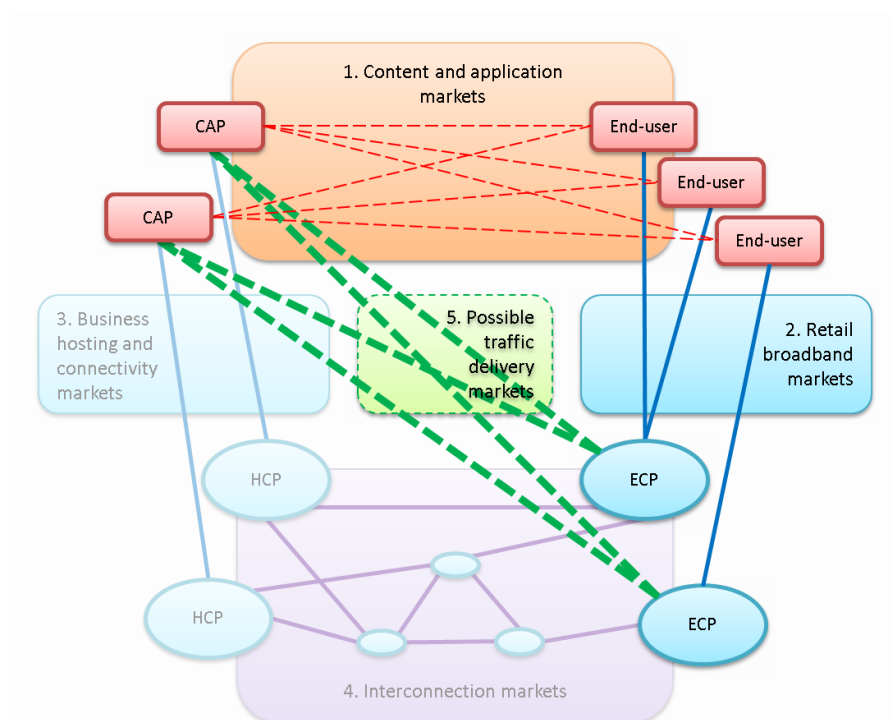 1. Content and application
markets
CAP
End-user
End-user
CAP
End-user
3. Business
hosting and
connectivity
markets
5. Possible
traffic
delivery
markets
2. Retail
broadband
markets
HCP
ECP
HCP
ECP
4. Interconnection markets